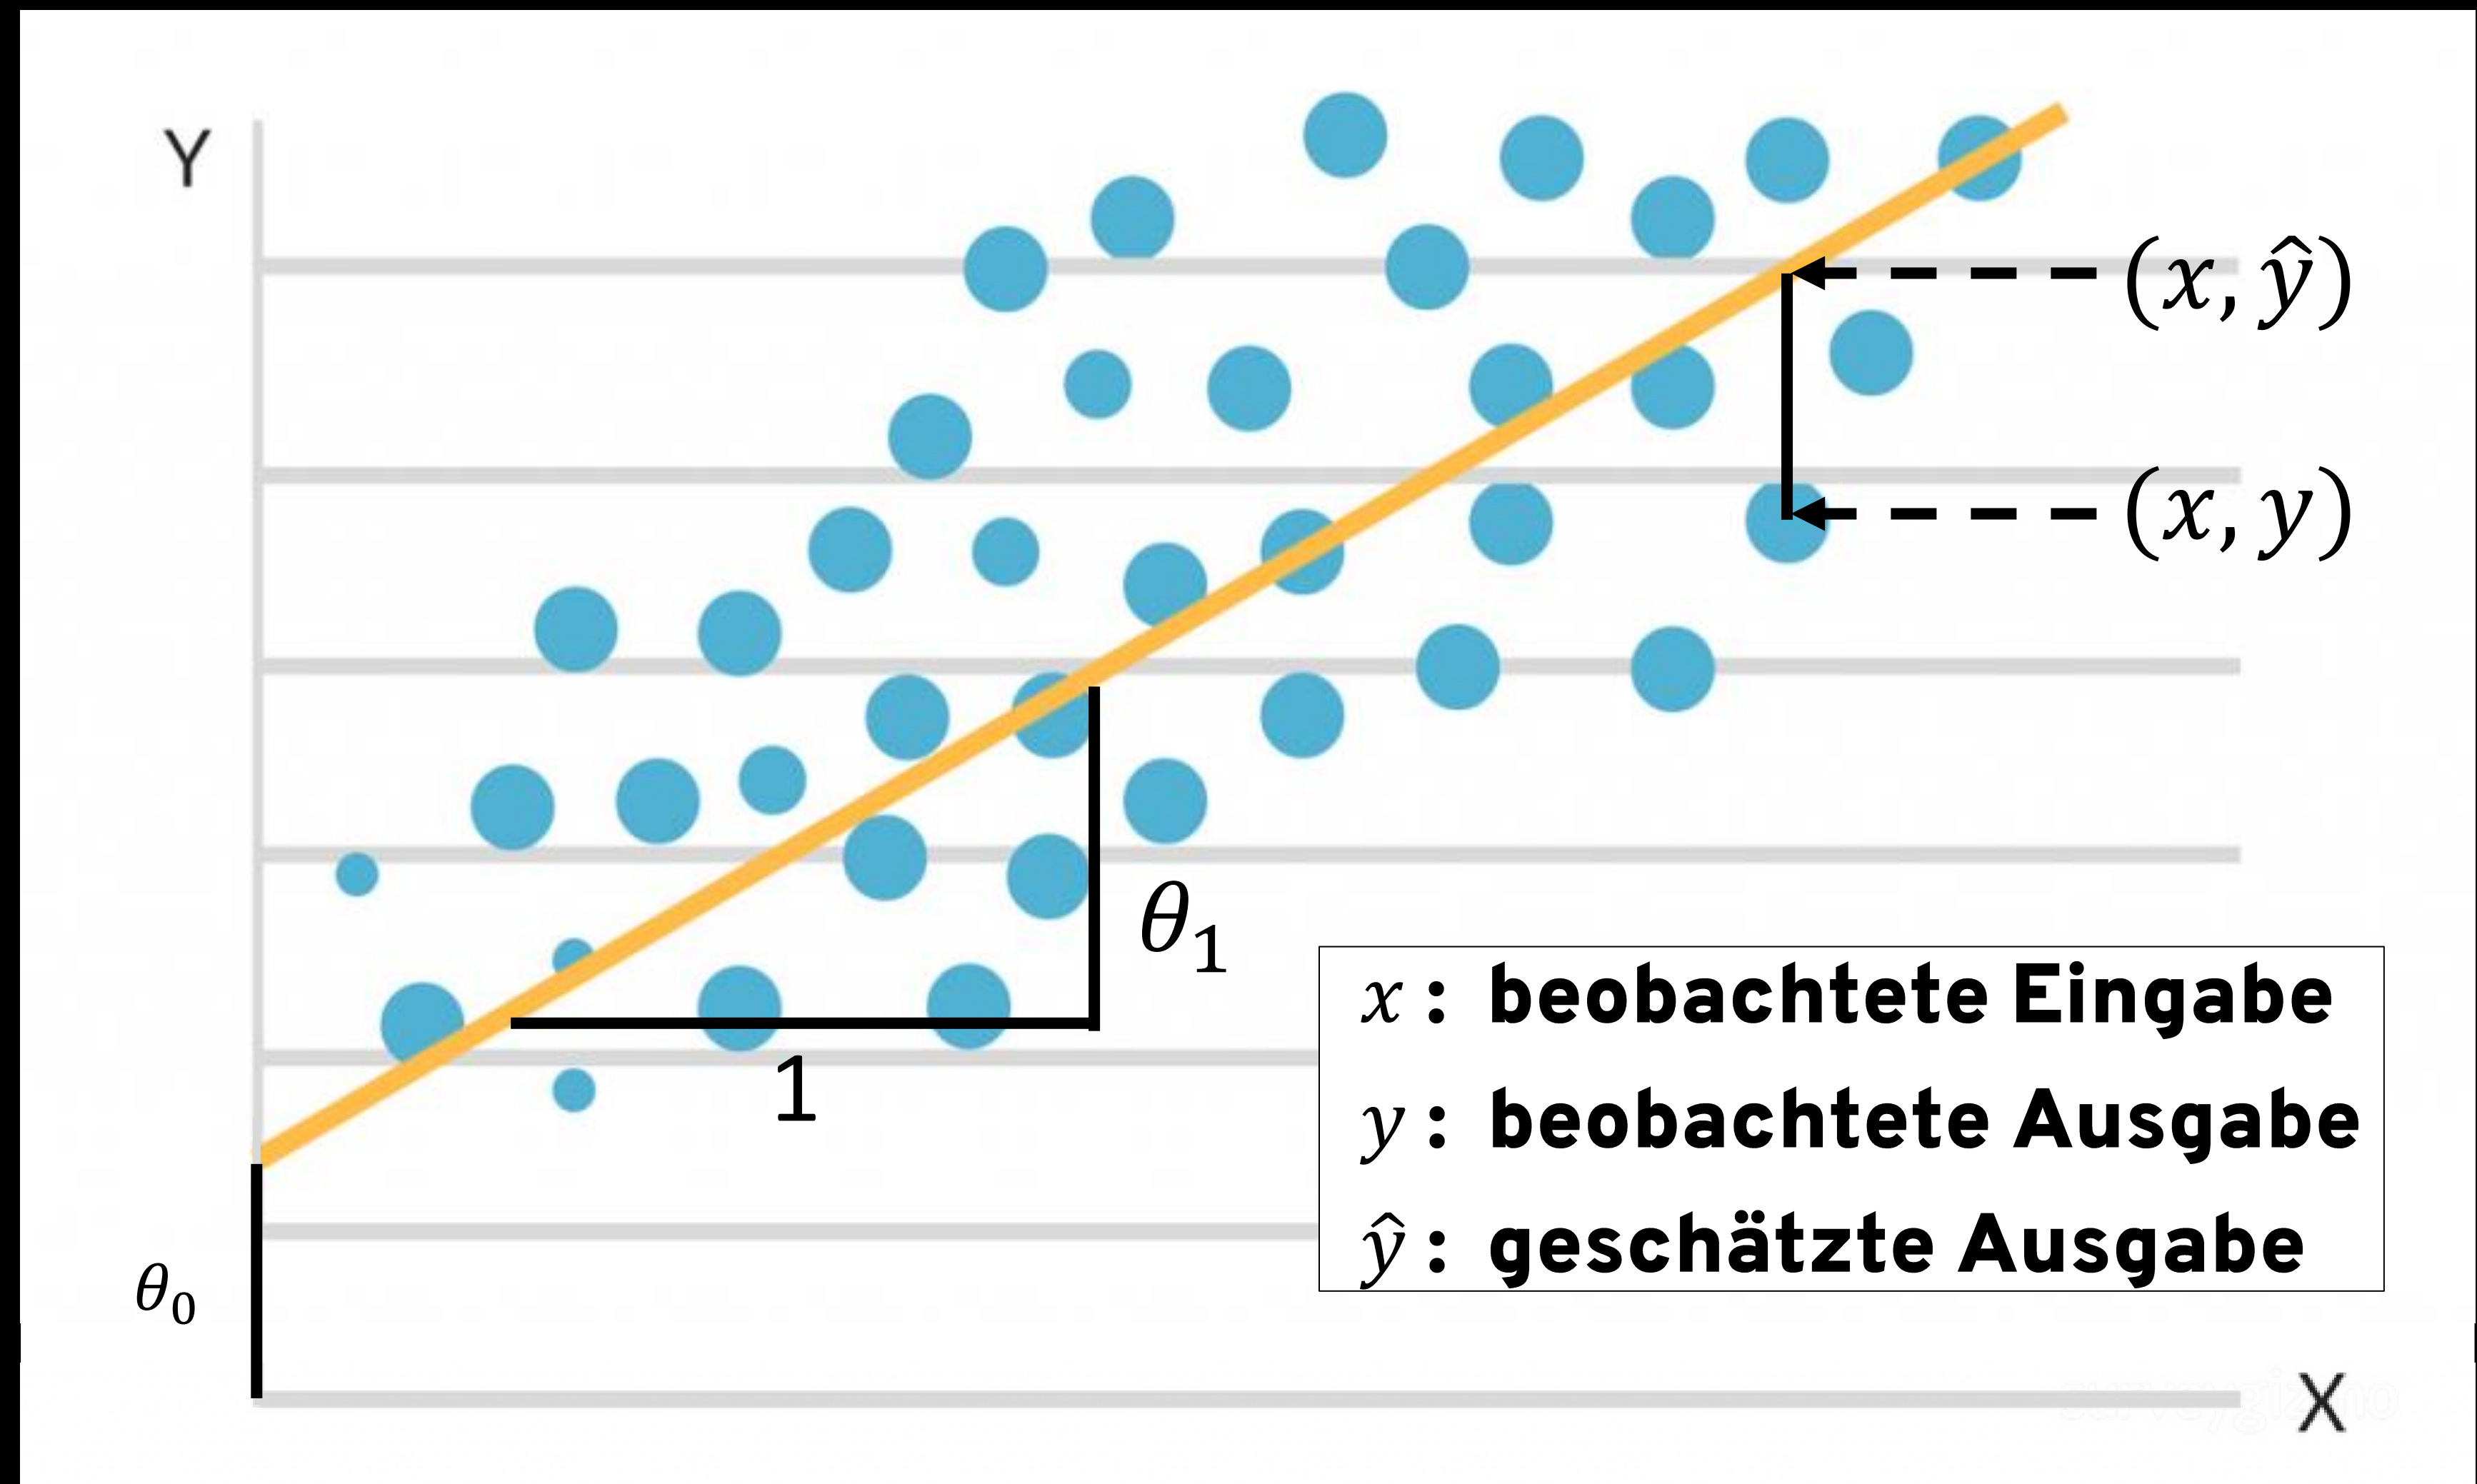 Y
(x, ŷ)
(x, y)
θ₁
1
x : beobachtete Eingabe
y : beobachtete Ausgabe
ŷ : geschätzte Ausgabe
θ₀
X